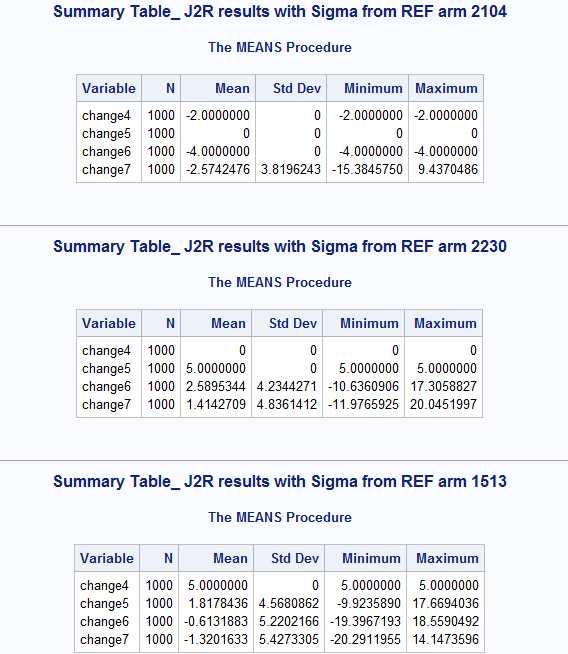 Summary Table_ J2R results with Sigma from REF arm 2104
The MEANS Procedure
Variable N Mean Std Dev Minimum Maximum
change4 1000 -2.0000000 0 -2.0000000 -2.0000000
change5 1000 0 0 0 0
change6 1000 -4.0000000 0 -4.0000000 -4.0000000
change7 1000 -2.5742476 3.8196243 -15.3845750 9.4370486
Summary Table_ J2R results with Sigma from REF arm 2230
The MEANS Procedure
Variable N Mean Std Dev Minimum Maximum
change4 1000 0 0 0 0
change5 1000 5.0000000 0 5.0000000 5.0000000
change6 1000 2.5895344 4.2344271 -10.6360906 17.3058827
change7 1000 1.4142709 4.8361412 -11.9765925 20.0451997
Summary Table_ J2R results with Sigma from REF arm 1513
The MEANS Procedure
Variable N Mean Std Dev Minimum Maximum
change4 1000 5.0000000 0 5.0000000 5.0000000
change5 1000 1.8178436 4.5680862 -9.9235890 17.6694036
change6 1000 -0.6131883 5.2202166 -19.3967193 18.5590492
change7 1000 -1.3201633 5.4273305 -20.2911955 14.1473596